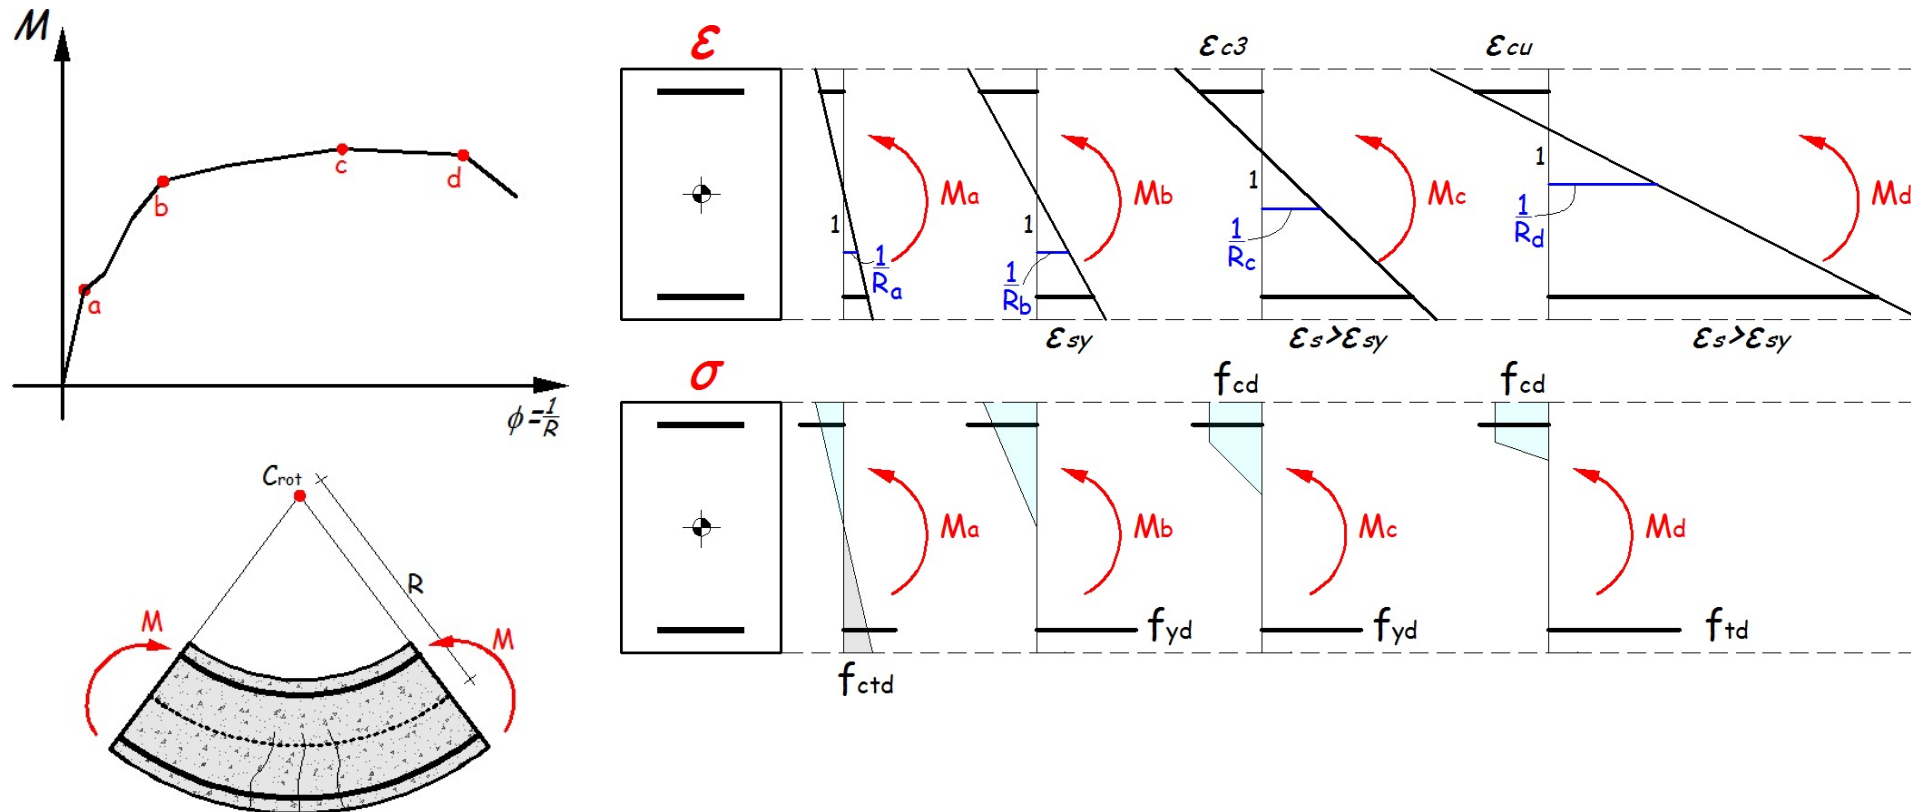 M
a
b
c
d
ϕ=1/R
Crot
R
M
M
ε
εc3
εcu
1
1/Ra
Ma
1
1/Rb
Mb
1
1/Rc
Mc
1
1/Rd
Md
εsy
εs>εsy
εs>εsy
σ
fcd
fcd
Ma
Mb
Mc
Md
fyd
fyd
ftd
fctd